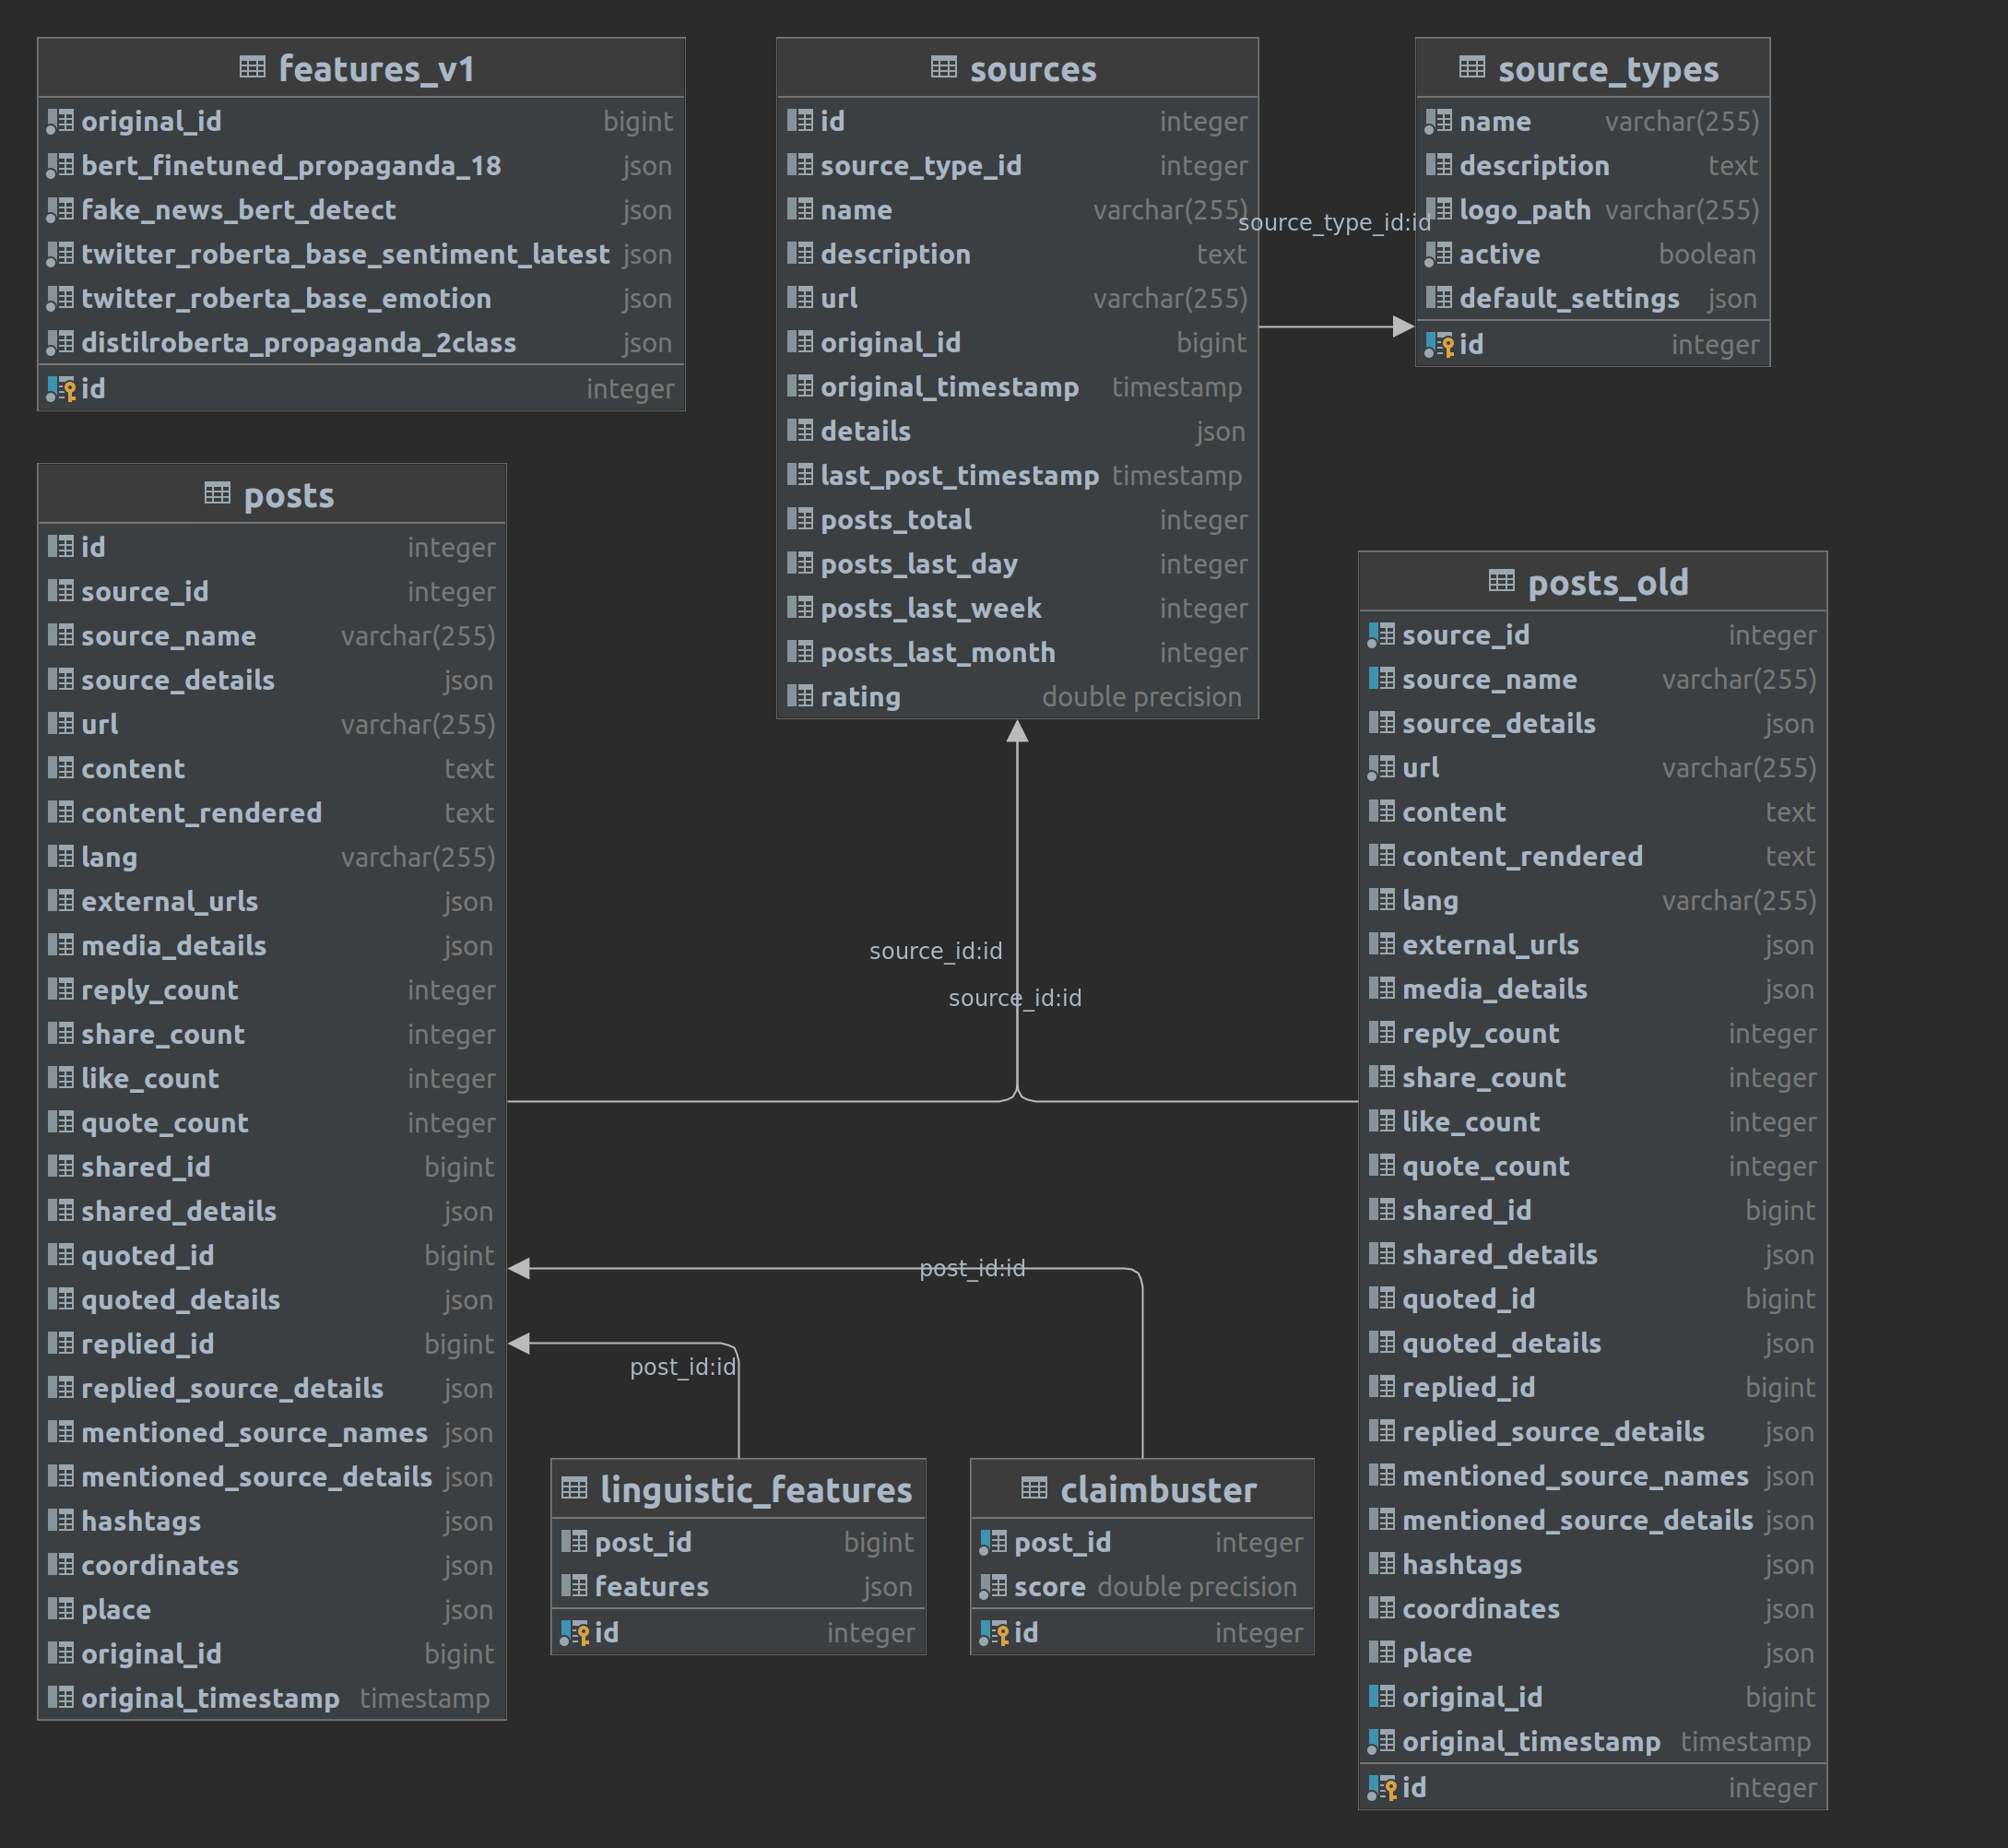 features_v1
original_id bigint
bert_finetuned_propaganda_18 json
fake_news_bert_detect json
twitter_roberta_base_sentiment_latest json
twitter_roberta_base_emotion json
distilroberta_propaganda_2class json
id integer
sources
id integer
source_type_id integer
name varchar(255)
description text
url varchar(255)
original_id bigint
original_timestamp timestamp
details json
last_post_timestamp timestamp
posts_total integer
posts_last_day integer
posts_last_week integer
posts_last_month integer
rating double precision
source_type_id:id
source_types
name varchar(255)
description text
logo_path varchar(255)
active boolean
default_settings json
id integer
posts
id integer
source_id integer
source_name varchar(255)
source_details json
url varchar(255)
content text
content_rendered text
lang varchar(255)
external_urls json
media_details json
reply_count integer
share_count integer
like_count integer
quote_count integer
shared_id bigint
shared_details json
quoted_id bigint
quoted_details json
replied_id bigint
replied_source_details json
mentioned_source_names json
mentioned_source_details json
hashtags json
coordinates json
place json
original_id bigint
original_timestamp timestamp
source_id:id
source_id:id
post_id:id
post_id:id
linguistic_features
post_id bigint
features json
id integer
claimbuster
post_id integer
score double precision
id integer
posts_old
source_id integer
source_name varchar(255)
source_details json
url varchar(255)
content text
content_rendered text
lang varchar(255)
external_urls json
media_details json
reply_count integer
share_count integer
like_count integer
quote_count integer
shared_id bigint
shared_details json
quoted_id bigint
quoted_details json
replied_id bigint
replied_source_details json
mentioned_source_names json
mentioned_source_details json
hashtags json
coordinates json
place json
original_id bigint
original_timestamp timestamp
id integer